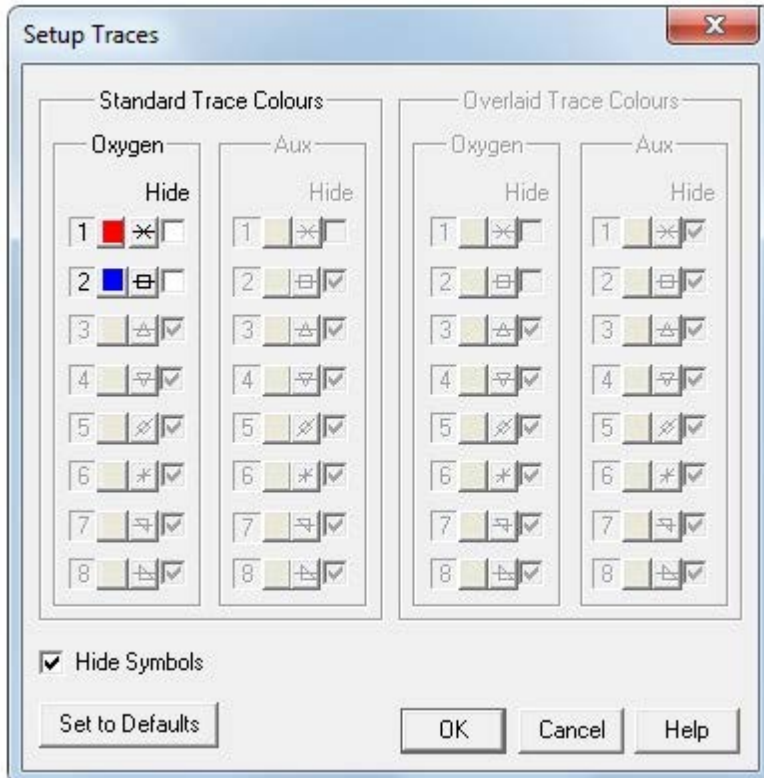 Setup Traces
Standard Trace Colours Overlaid Trace Colours
Oxygen Aux Oxygen Aux
Hide Hide Hide Hide
1 1 1 1
2 2 2 2
3 3 3 3
4 4 4 4
5 5 5 5
6 6 6 6
7 7 7 7
8 8 8 8
Hide Symbols
Set to Defaults OK Cancel Help